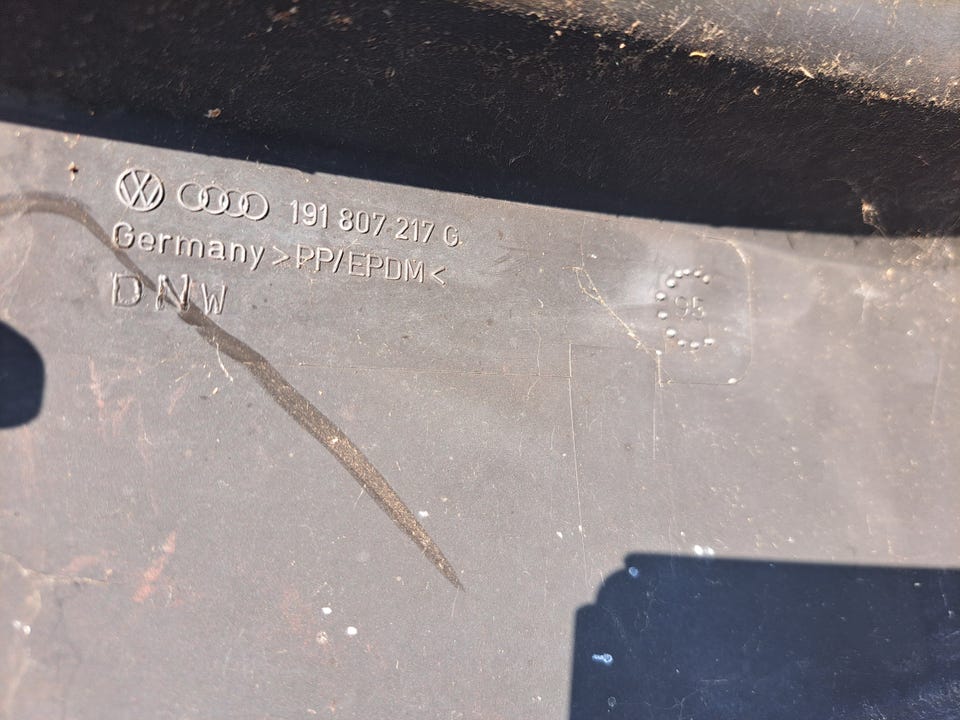 191 807 217 G
Germany >PP/EPDM<
DNW
95